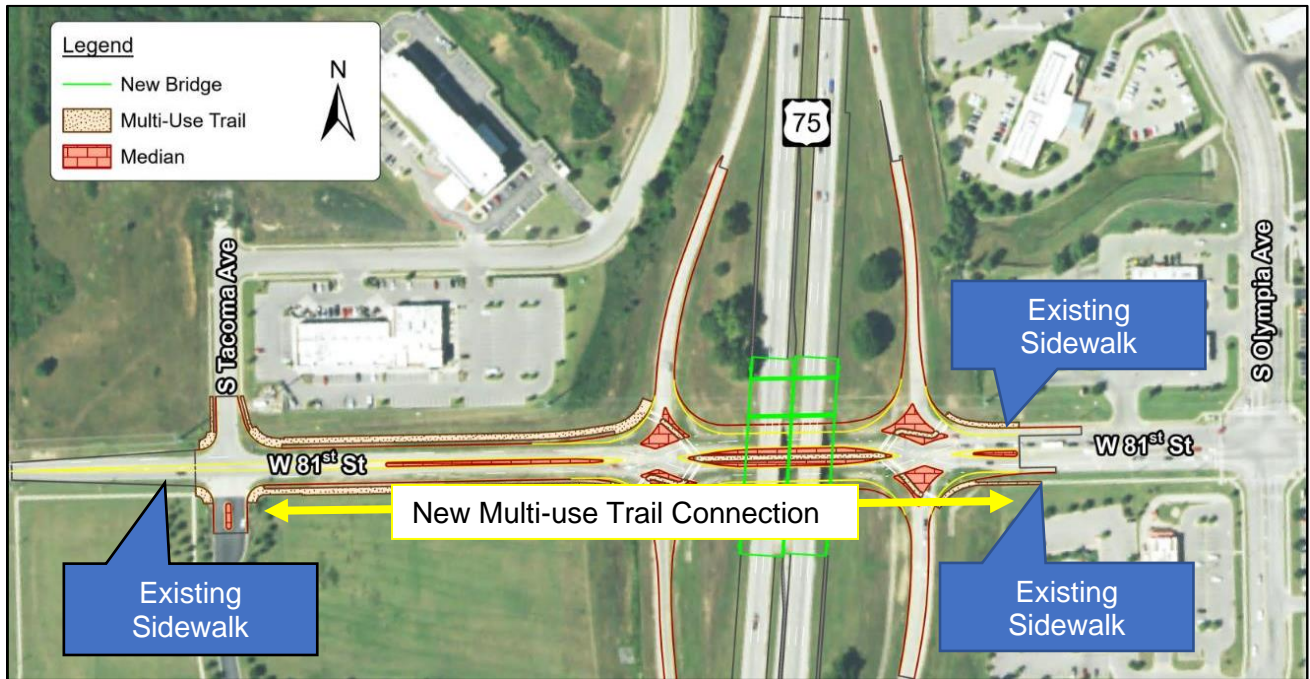 Legend
New Bridge
Multi-Use Trail
Median
N
75
S Tacoma Ave
S Olympia Ave
Existing
Sidewalk
W 81st St
W 81st St
New Multi-use Trail Connection
Existing
Sidewalk
Existing
Sidewalk